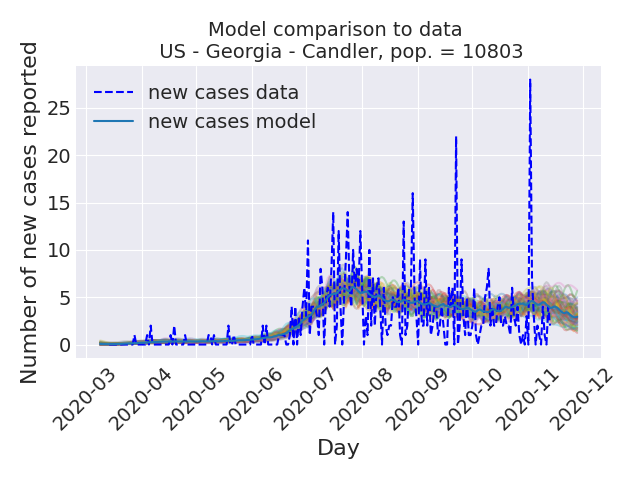 Model comparison to data
US - Georgia - Candler, pop. = 10803
new cases data
new cases model
Number of new cases reported
25
20
15
10
5
0
2020-03
2020-04
2020-05
2020-06
2020-07
2020-08
2020-09
2020-10
2020-11
2020-12
Day